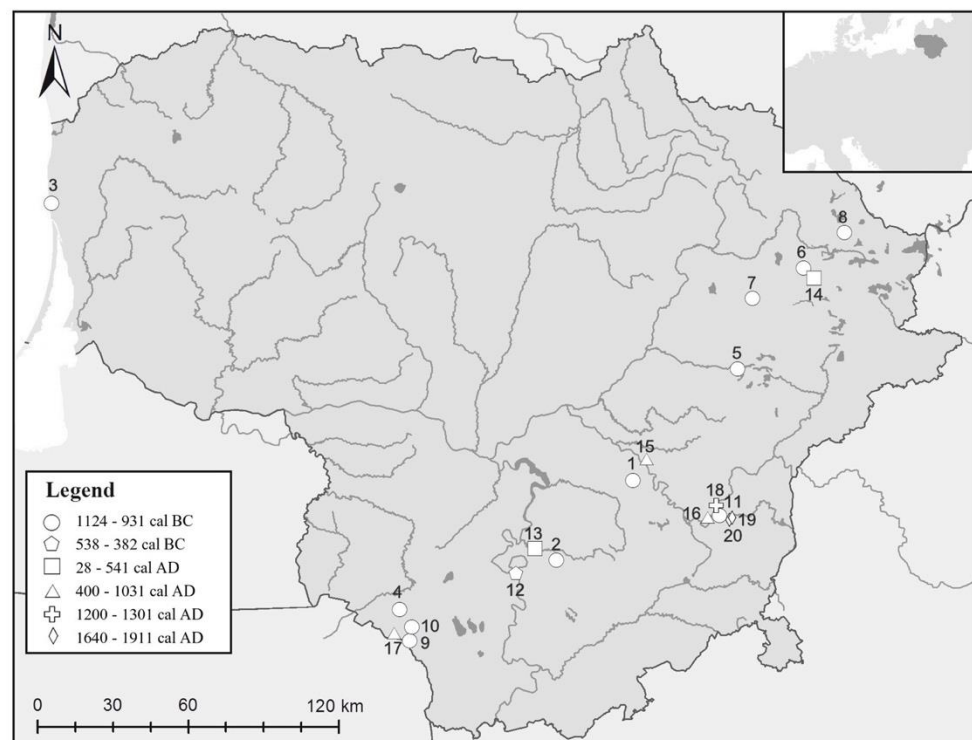 N
3
8
6
14
7
5
15
1
18
11
16
19
20
13
2
12
4
10
17
9
Legend
1124 - 931 cal BC
538 - 382 cal BC
28 - 541 cal AD
400 - 1031 cal AD
1200 - 1301 cal AD
1640 - 1911 cal AD
0 30 60 120 km